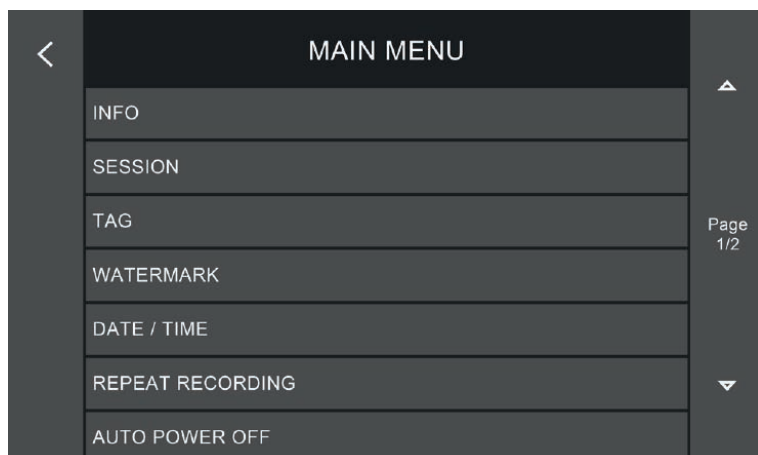 MAIN MENU
INFO
SESSION
TAG
WATERMARK
DATE / TIME
REPEAT RECORDING
AUTO POWER OFF
Page
1/2